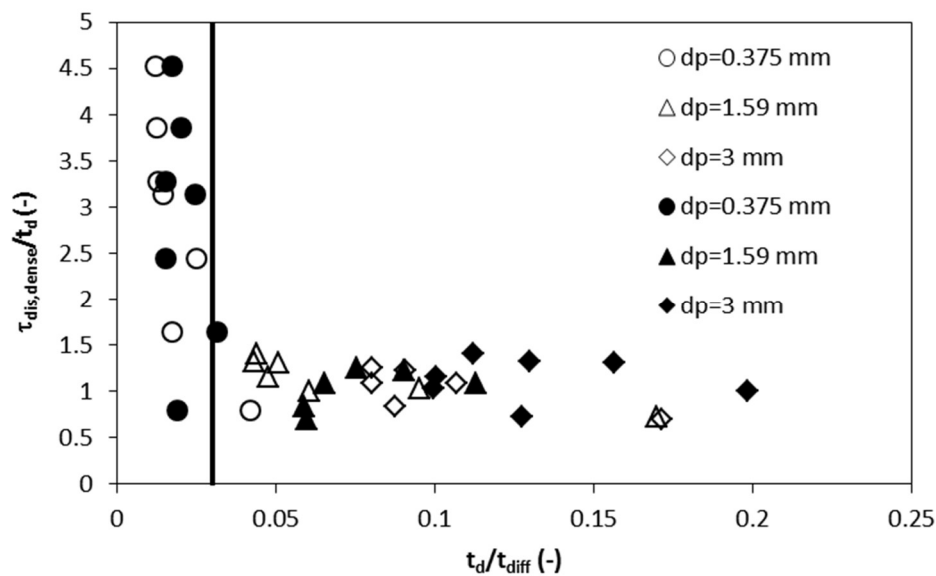 5
4.5
4
3.5
3
2.5
2
1.5
1
0.5
0
0
0.05
0.1
0.15
0.2
0.25
τdis,dense/td (-)
td/tdiff (-)
dp=0.375 mm
dp=1.59 mm
dp=3 mm
dp=0.375 mm
dp=1.59 mm
dp=3 mm